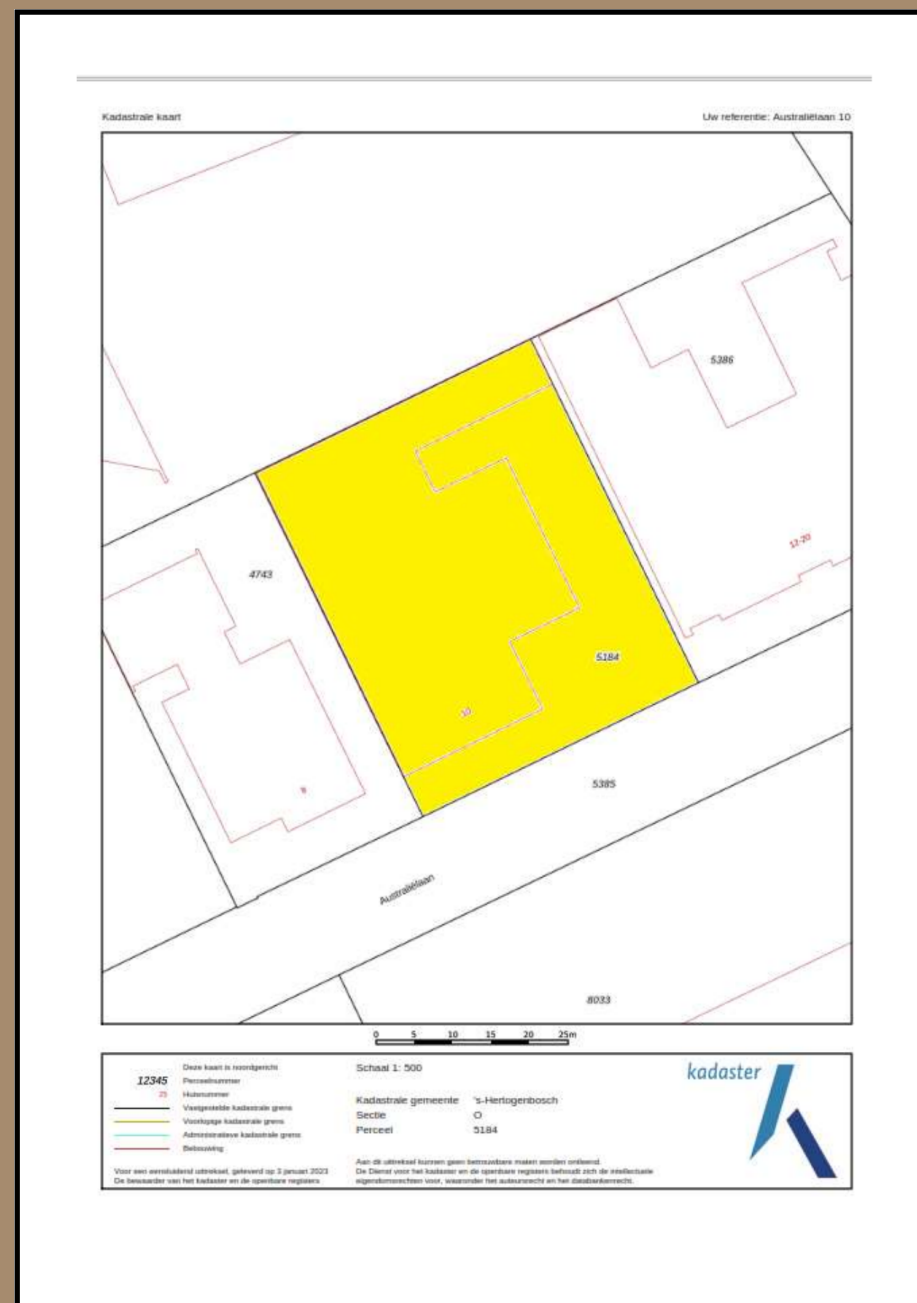 Kadastrale kaart
Uw referentie: Australiëlaan 10
5386
12-20
4743
5184
10
8
5385
Australiëlaan
8033
0 5 10 15 20 25m
Deze kaart is noordgericht
12345 Perceelnummer
25 Huisnummer
Vastgestelde kadastrale grens
Voorlopige kadastrale grens
Administratieve kadastrale grens
Bebouwing
Voor een eensluidend uittreksel, geleverd op 3 januari 2023
De bewaarder van het kadaster en de openbare registers
Schaal 1: 500
Kadastrale gemeente 's-Hertogenbosch
Sectie O
Perceel 5184
Aan dit uittreksel kunnen geen betrouwbare maten worden ontleend.
De Dienst voor het kadaster en de openbare registers behoudt zich de intellectuele
eigendomsrechten voor, waaronder het auteursrecht en het databankenrecht.
kadaster